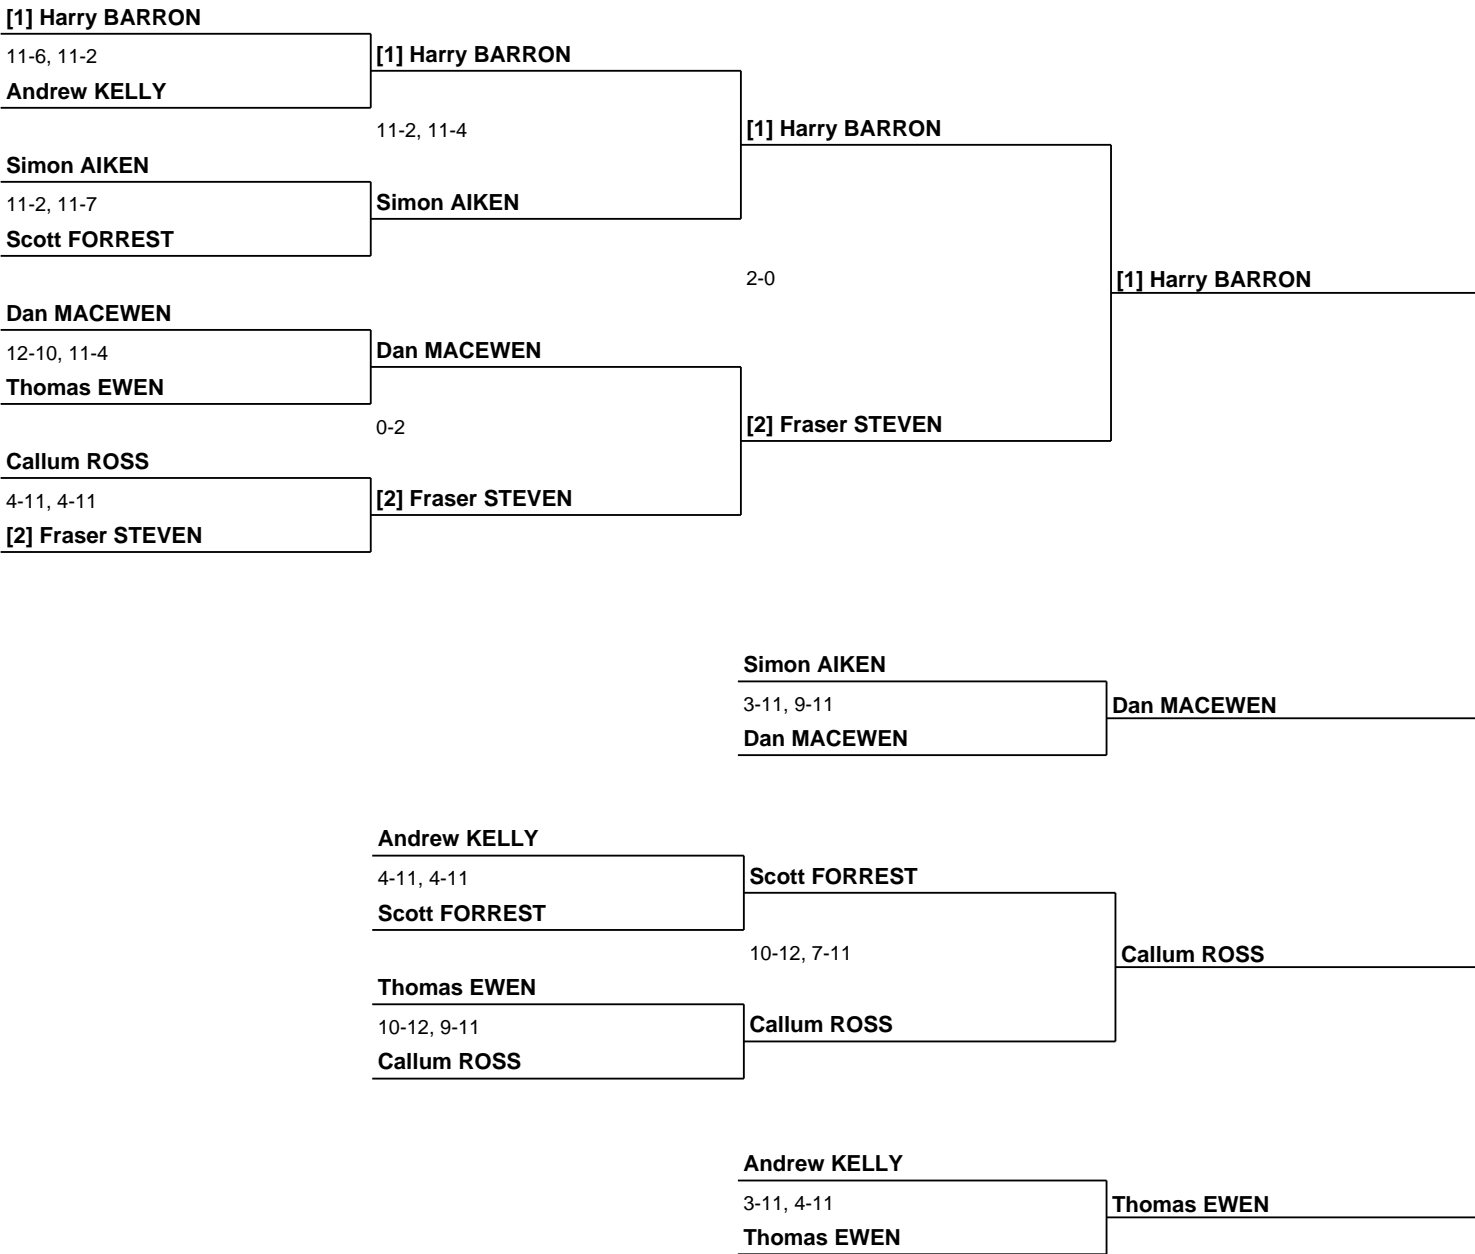 [1] Harry BARRON
11-6, 11-2
[1] Harry BARRON
Andrew KELLY
11-2, 11-4
[1] Harry BARRON
Simon AIKEN
11-2, 11-7
Simon AIKEN
Scott FORREST
2-0
[1] Harry BARRON
Dan MACEWEN
12-10, 11-4
Dan MACEWEN
Thomas EWEN
0-2
[2] Fraser STEVEN
Callum ROSS
4-11, 4-11
[2] Fraser STEVEN
[2] Fraser STEVEN
Simon AIKEN
3-11, 9-11
Dan MACEWEN
Dan MACEWEN
Andrew KELLY
4-11, 4-11
Scott FORREST
Scott FORREST
10-12, 7-11
Callum ROSS
Thomas EWEN
10-12, 9-11
Callum ROSS
Callum ROSS
Andrew KELLY
3-11, 4-11
Thomas EWEN
Thomas EWEN